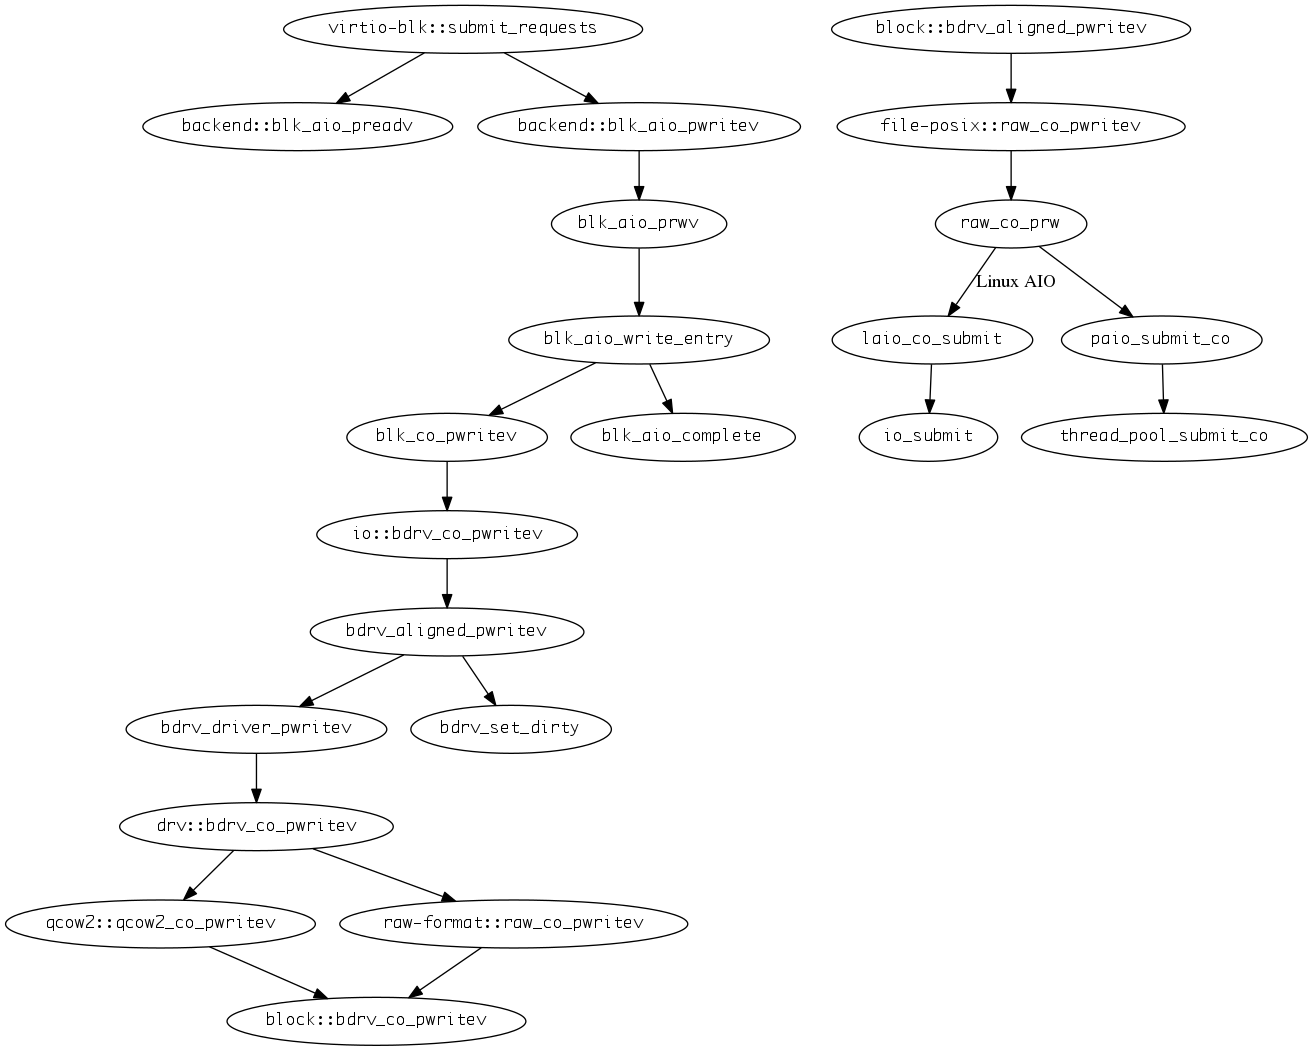 virtio-blk::submit_requests
block::bdrv_aligned_pwritev
backend::blk_aio_preadv
backend::blk_aio_pwritev
file-posix::raw_co_pwritev
blk_aio_prwv
raw_co_prw
Linux AIO
blk_aio_write_entry
laio_co_submit
paio_submit_co
blk_co_pwritev
blk_aio_complete
io_submit
thread_pool_submit_co
io::bdrv_co_pwritev
bdrv_aligned_pwritev
bdrv_driver_pwritev
bdrv_set_dirty
drv::bdrv_co_pwritev
qcow2::qcow2_co_pwritev
raw-format::raw_co_pwritev
block::bdrv_co_pwritev